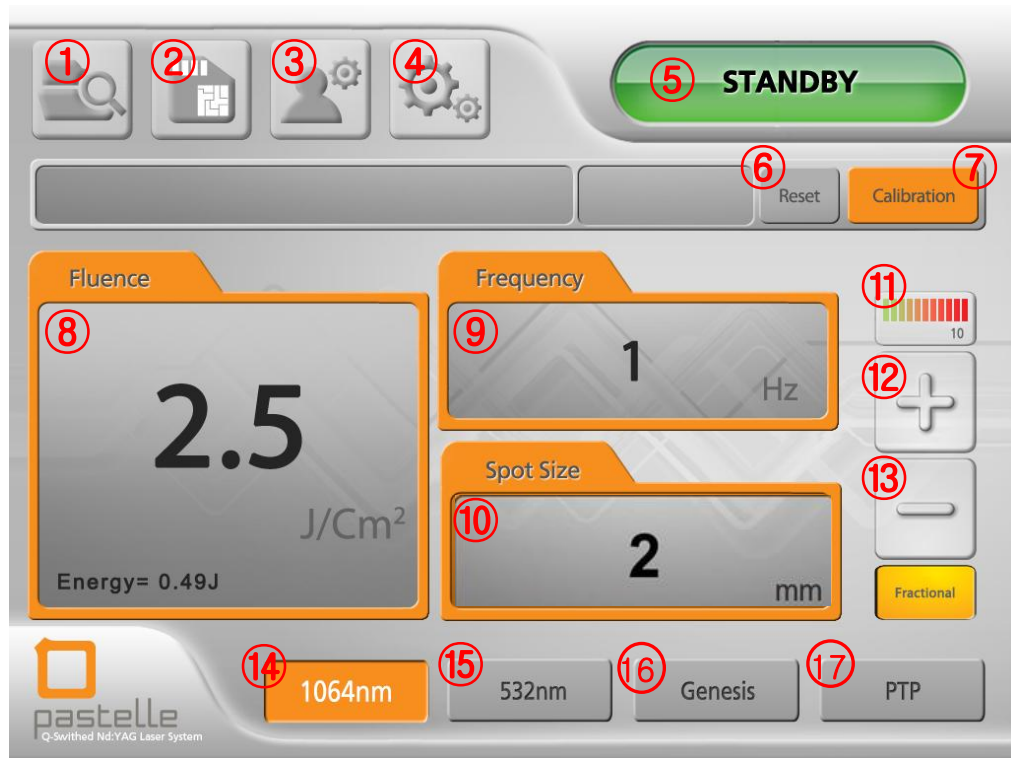 ① ② ③ ④
⑤ STANDBY
⑥ ⑦
Reset Calibration
Fluence
⑧
2.5
J/Cm²
Energy= 0.49J
Frequency
⑨
1
Hz
Spot Size
⑩
2
mm
⑪
10
⑫
⑬
Fractional
pastelle
Q-Swithed Nd:YAG Laser System
⑭ 1064nm
⑮ 532nm
⑯ Genesis
⑰ PTP